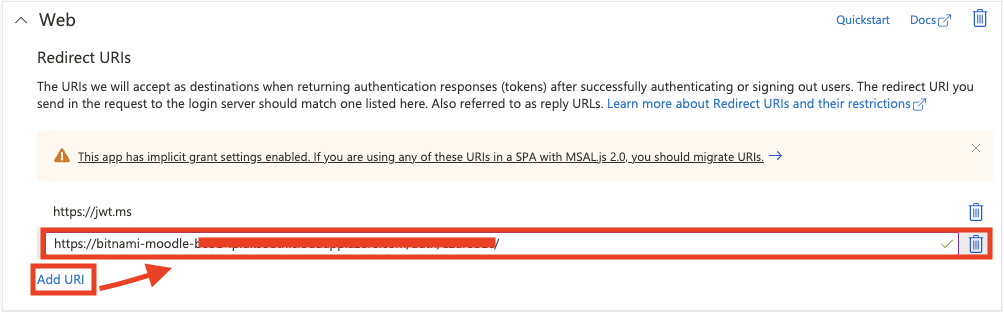 Web
Quickstart Docs
Redirect URIs
The URIs we will accept as destinations when returning authentication responses (tokens) after successfully authenticating or signing out users. The redirect URI you
send in the request to the login server should match one listed here. Also referred to as reply URLs. Learn more about Redirect URIs and their restrictions
This app has implicit grant settings enabled. If you are using any of these URIs in a SPA with MSAL.js 2.0, you should migrate URIs.
https://jwt.ms
https://bitnami-moodle-
Add URI